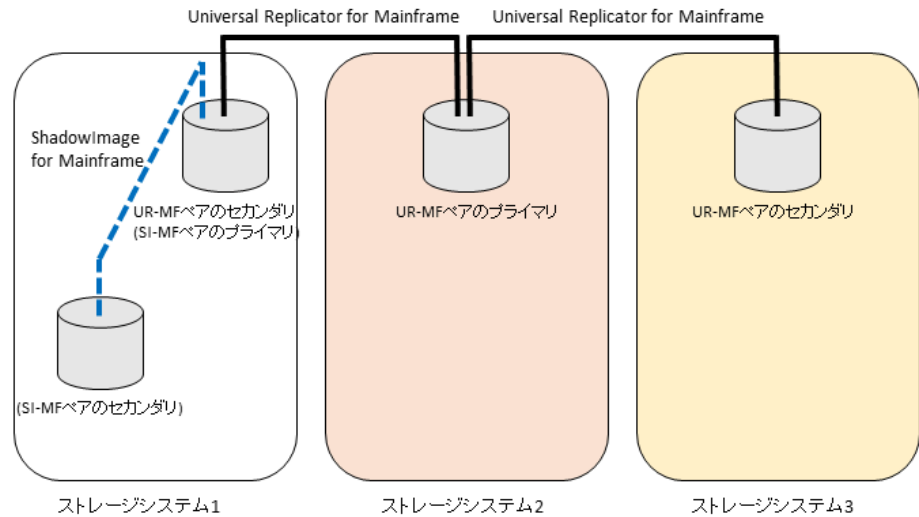 Universal Replicator for Mainframe
Universal Replicator for Mainframe
ShadowImage
for Mainframe
UR-MFペアのセカンダリ
(SI-MFペアのプライマリ)
UR-MFペアのプライマリ
UR-MFペアのセカンダリ
(SI-MFペアのセカンダリ)
ストレージシステム1
ストレージシステム2
ストレージシステム3